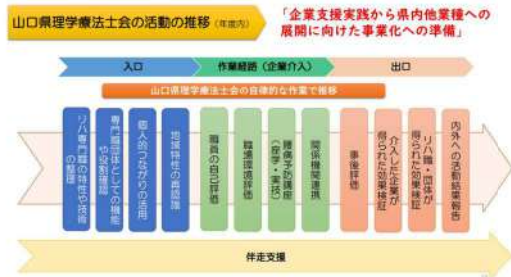 山口県理学療法士会の活動の推移(年度内)
「企業支援実践から県内他業種への
展開に向けた事業化への準備」
入口
作業経路(企業介入)
出口
山口県理学療法士会の自律的な作業で推移
リハ専門職の特性や技術
の整理
専門職団体としての機能
や役割確認
個人的つながりの活用
地域特性の再認識
職員の自己評価
職場環境評価
腰痛予防講座
(座学・実技)
関係機関連携
事後評価
介入した企業が
得られた効果検証
リハ職・団体が
得られた効果検証
内外への活動結果報告
伴走支援